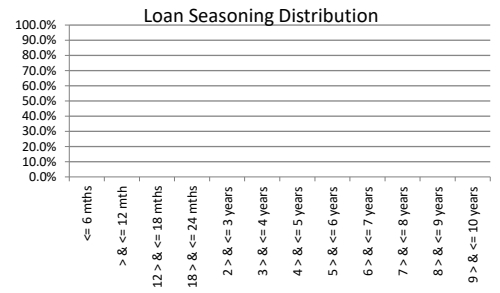 Loan Seasoning Distribution
100.0%
90.0%
80.0%
70.0%
60.0%
50.0%
40.0%
30.0%
20.0%
10.0%
0.0%
<= 6 mths
> & <= 12 mth
12 > & <= 18 mths
18 > & <= 24 mths
2 > & <= 3 years
3 > & <= 4 years
4 > & <= 5 years
5 > & <= 6 years
6 > & <= 7 years
7 > & <= 8 years
8 > & <= 9 years
9 > & <= 10 years